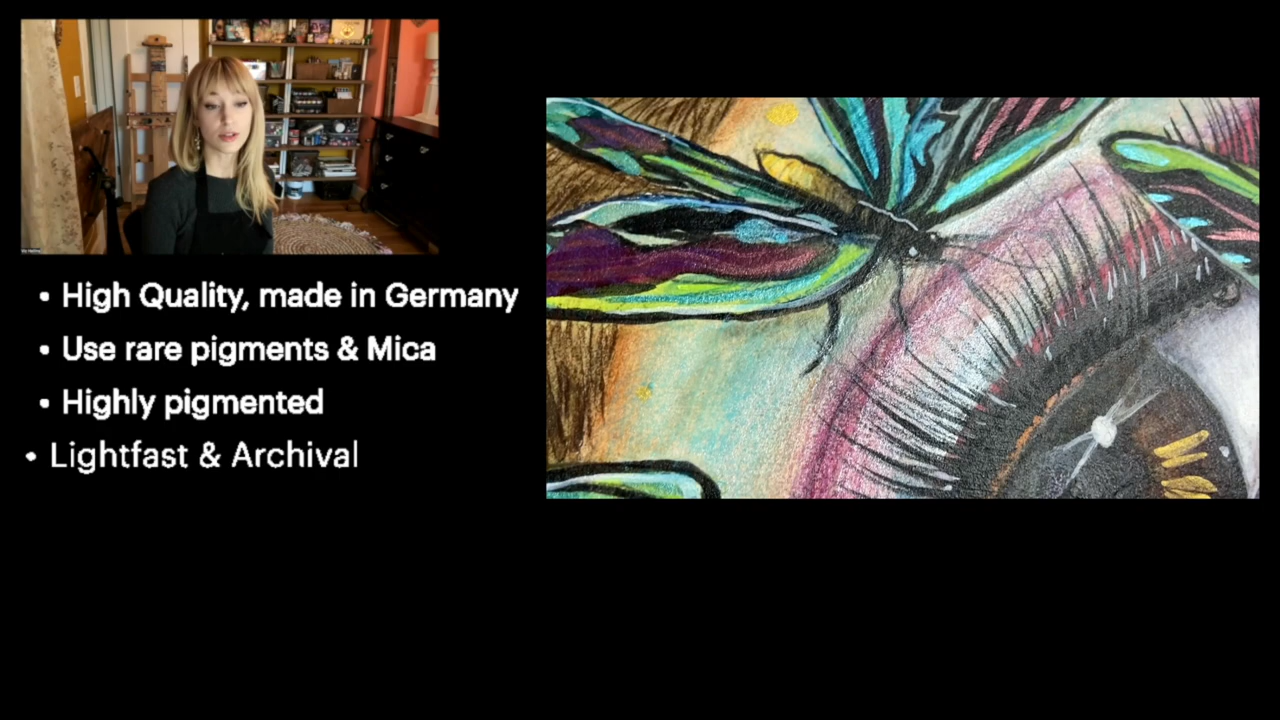 • High Quality, made in Germany
• Use rare pigments & Mica
• Highly pigmented
• Lightfast & Archival